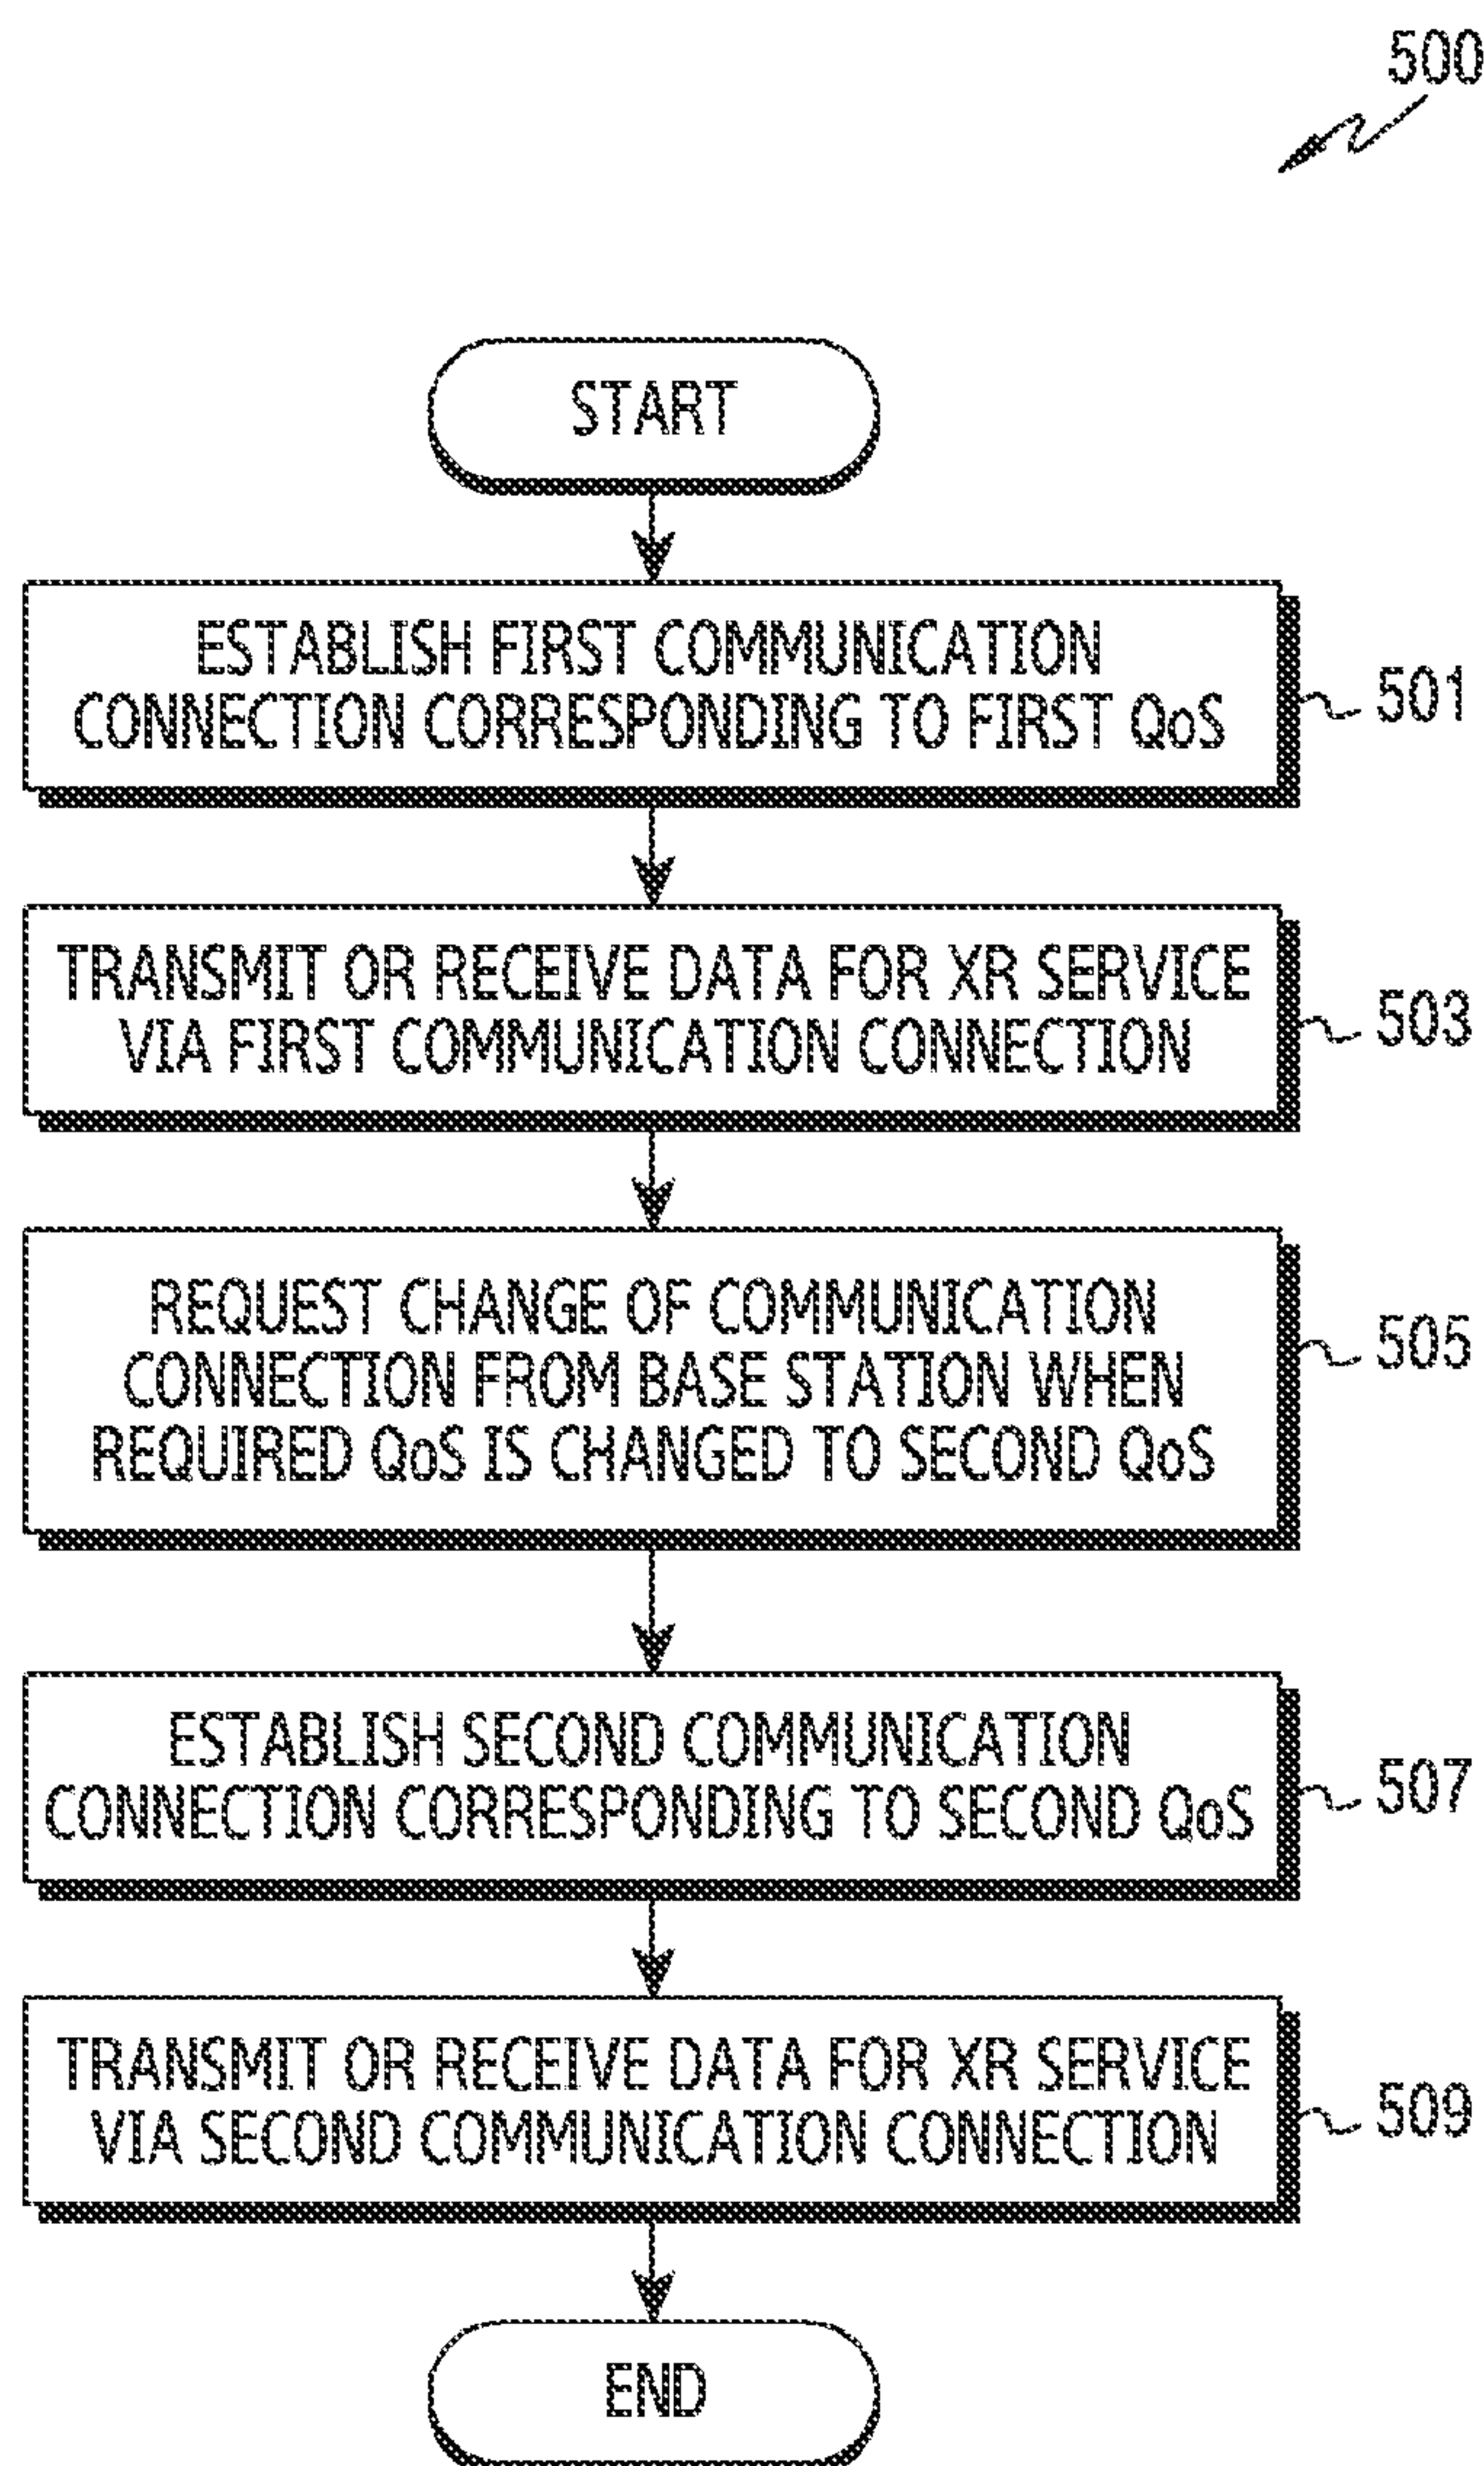 500
START
ESTABLISH FIRST COMMUNICATION
CONNECTION CORRESPONDING TO FIRST QoS
501
TRANSMIT OR RECEIVE DATA FOR XR SERVICE
VIA FIRST COMMUNICATION CONNECTION
503
REQUEST CHANGE OF COMMUNICATION
CONNECTION FROM BASE STATION WHEN
REQUIRED QoS IS CHANGED TO SECOND QoS
505
ESTABLISH SECOND COMMUNICATION
CONNECTION CORRESPONDING TO SECOND QoS
507
TRANSMIT OR RECEIVE DATA FOR XR SERVICE
VIA SECOND COMMUNICATION CONNECTION
509
END